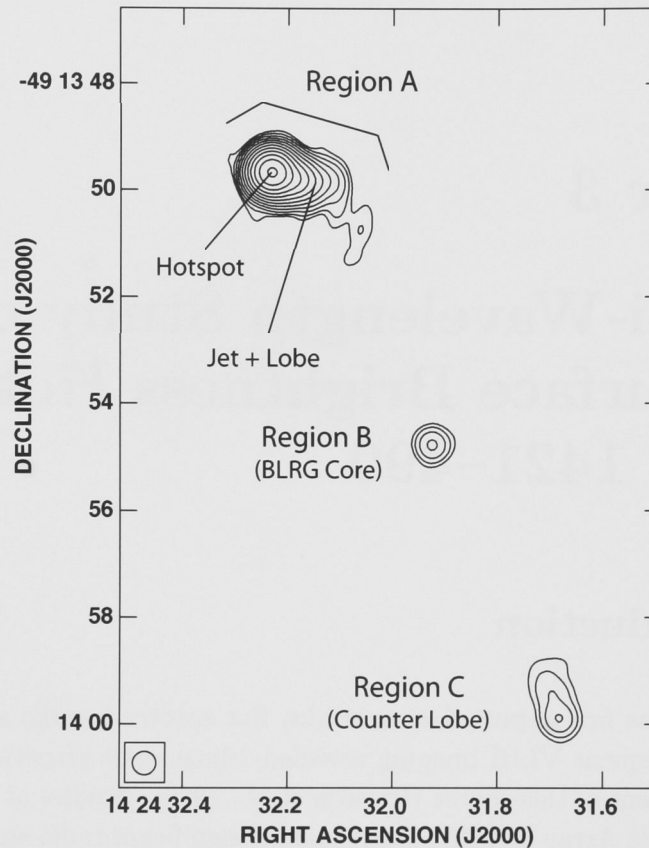 -49 13 48
Region A
50
Hotspot
52
Jet + Lobe
54
Region B
(BLRG Core)
56
58
Region C
(Counter Lobe)
14 00
14 24 32.4
32.2
32.0
31.8
31.6
DECLINATION (J2000)
RIGHT ASCENSION (J2000)